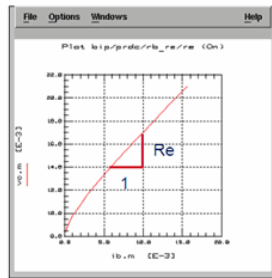 File Options Windows Help
Plot bip/prdc/rb_re/re (On)
22.0
20.0
18.0
16.0
Re
14.0
1
12.0
10.0
8.0
0.0 5.0 10.0 15.0 20.0
vc.m [E-3]
ib.m [E-3]